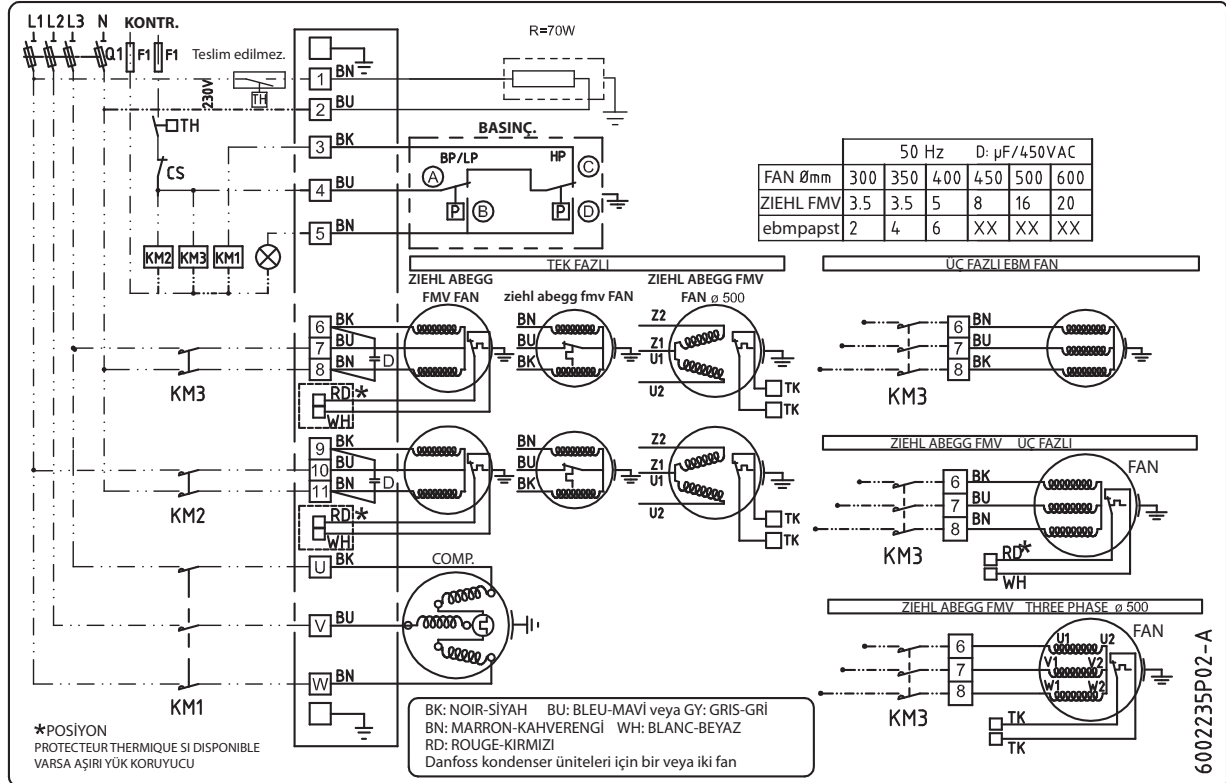 L1 L2 L3 N KONTR.
Q1 F1 F1
Teslim edilmez.
R=70W
230V
TH
TH
CS
KM2 KM3 KM1
1 BN
2 BU
3 BK
4 BU
5 BN
BASINÇ.
BP/LP HP
A C
P B P D
50 Hz D: µF/450VAC
FAN Ømm 300 350 400 450 500 600
ZIEHL FMV 3.5 3.5 5 8 16 20
ebmpapst 2 4 6 XX XX XX
TEK FAZLI
ZIEHL ABEGG
FMV FAN
ziehl abegg fmv FAN
ZIEHL ABEGG FMV
FAN ø 500
6 BK
7 BU
8 BN
D
RD*
WH
KM3
BN
BU
BK
Z2
Z1
U1
U2
TK
TK
9 BK
10 BU
11 BN
D
RD*
WH
KM2
BN
BU
BK
Z2
Z1
U1
U2
TK
TK
U BK
V BU
W BN
COMP.
KM1
ÜÇ FAZLI EBM FAN
6 BN
7 BU
8 BK
KM3
ZIEHL ABEGG FMV ÜÇ FAZLI
FAN
6 BK
7 BU
8 BN
KM3
RD*
WH
ZIEHL ABEGG FMV THREE PHASE ø 500
FAN
6 U1 U2
7 V1 V2
8 W1 W2
KM3
TK
TK
*POSİYON
PROTECTEUR THERMIQUE SI DISPONIBLE
VARSA AŞIRI YÜK KORUYUCU
BK: NOIR-SİYAH BU: BLEU-MAVİ veya GY: GRIS-GRİ
BN: MARRON-KAHVERENGİ WH: BLANC-BEYAZ
RD: ROUGE-KIRMIZI
Danfoss kondenser üniteleri için bir veya iki fan
6002235P02-A